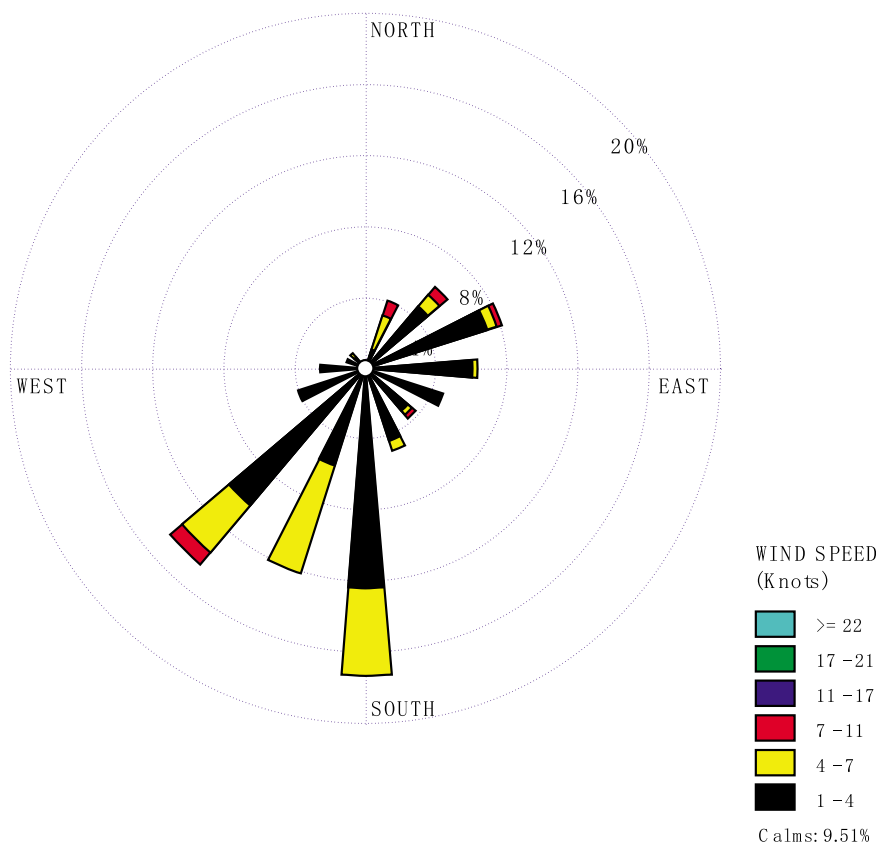 NORTH
20%
16%
12%
8%
WEST
EAST
SOUTH
WIND SPEED
(Knots)
>= 22
17 -21
11 -17
7 -11
4 -7
1 -4
Calms: 9.51%